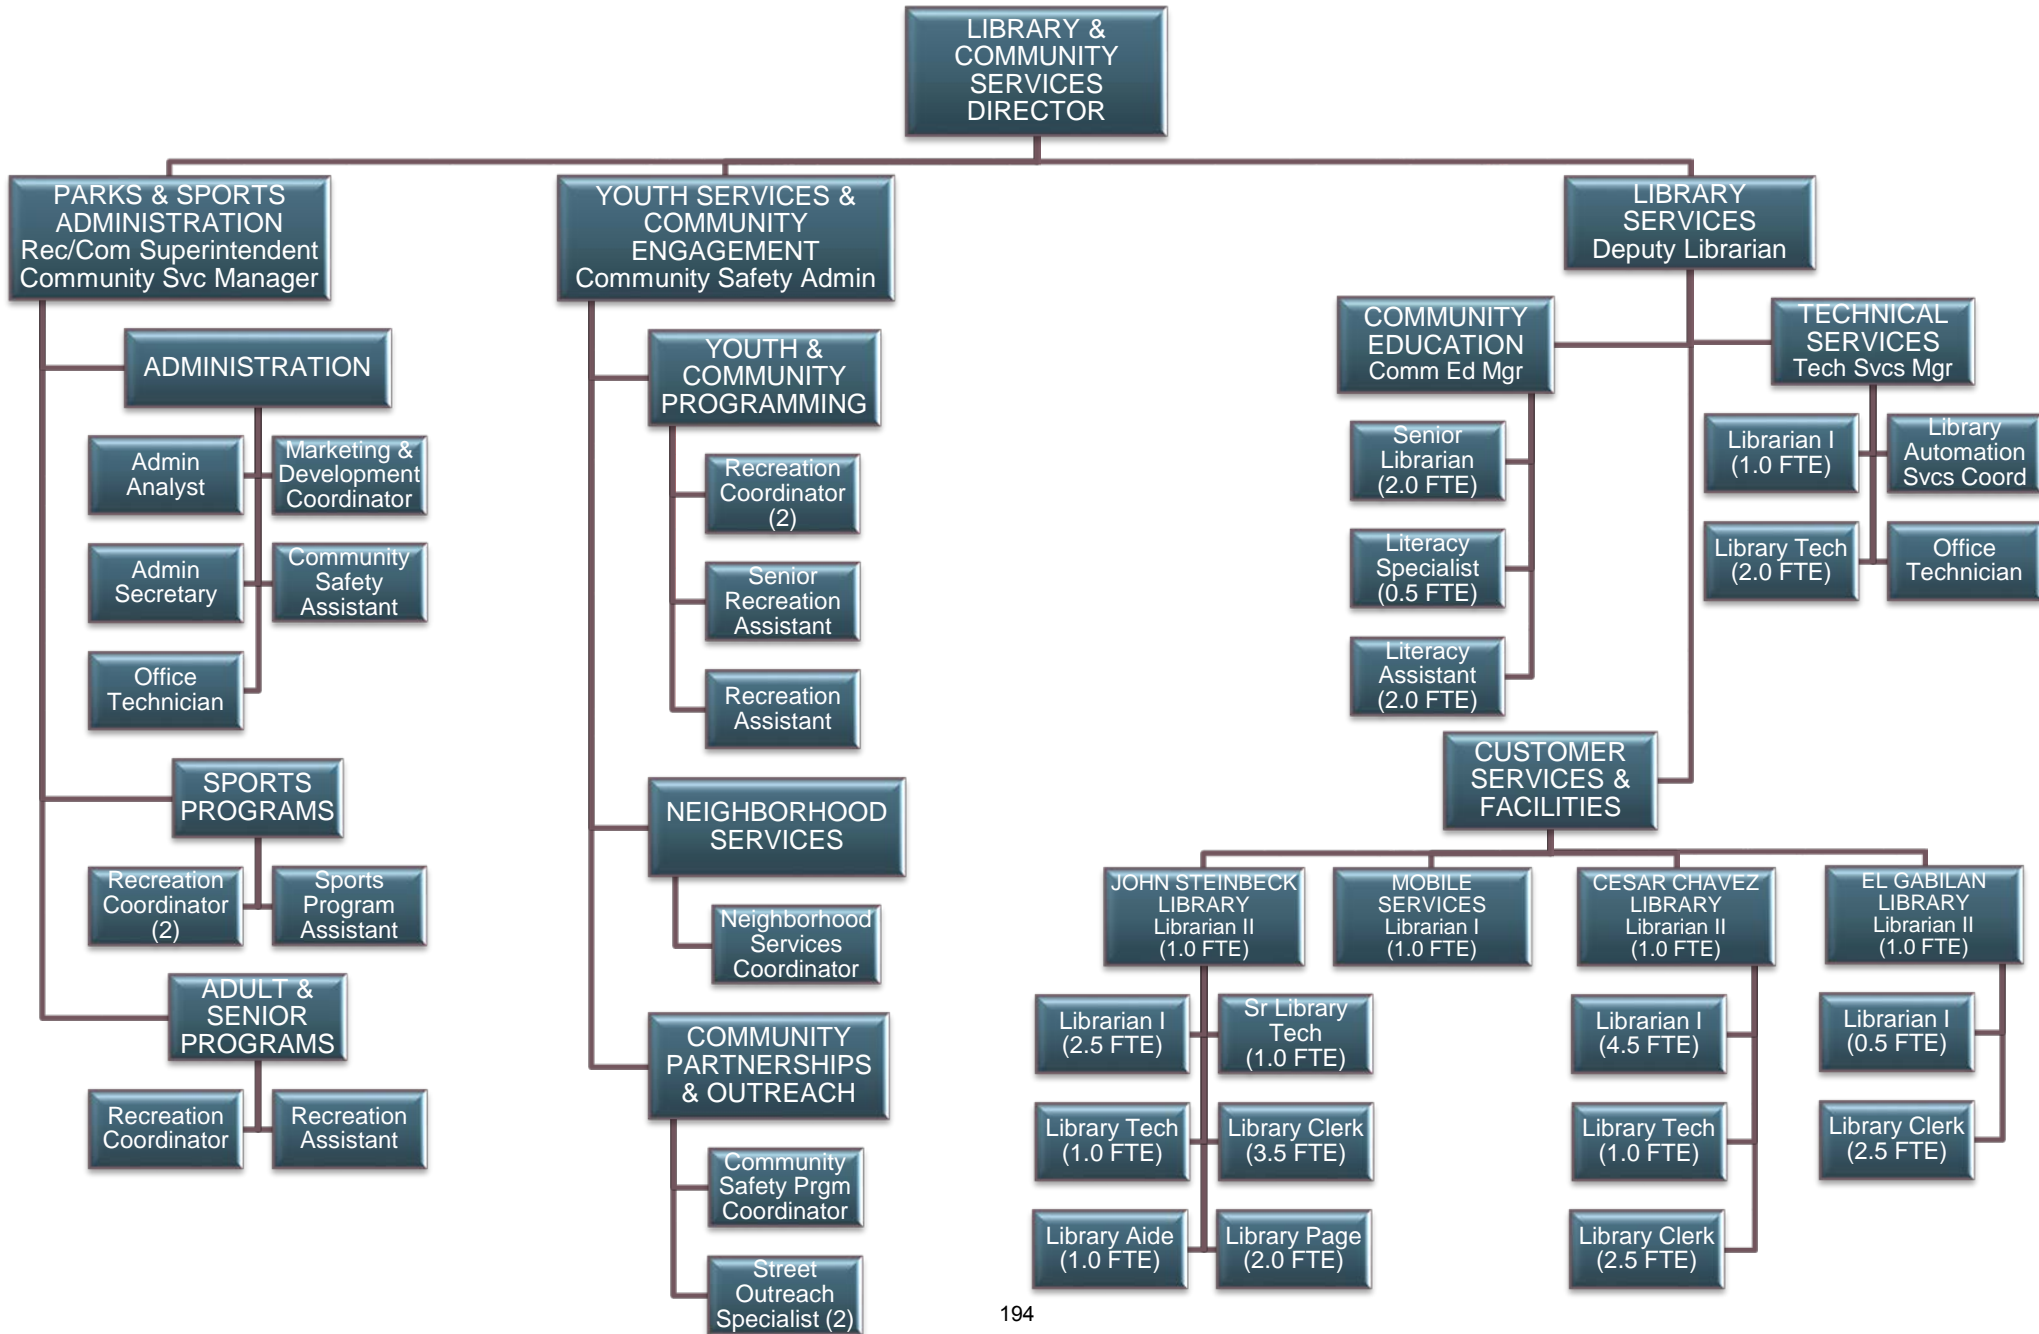 LIBRARY &
COMMUNITY
SERVICES
DIRECTOR
PARKS & SPORTS
ADMINISTRATION
Rec/Com Superintendent
Community Svc Manager
ADMINISTRATION
Admin
Analyst
Marketing &
Development
Coordinator
Admin
Secretary
Community
Safety
Assistant
Office
Technician
SPORTS
PROGRAMS
Recreation
Coordinator
(2)
Sports
Program
Assistant
ADULT &
SENIOR
PROGRAMS
Recreation
Coordinator
Recreation
Assistant
YOUTH SERVICES &
COMMUNITY
ENGAGEMENT
Community Safety Admin
YOUTH &
COMMUNITY
PROGRAMMING
Recreation
Coordinator
(2)
Senior
Recreation
Assistant
Recreation
Assistant
NEIGHBORHOOD
SERVICES
Neighborhood
Services
Coordinator
COMMUNITY
PARTNERSHIPS
& OUTREACH
Community
Safety Prgm
Coordinator
Street
Outreach
Specialist (2)
LIBRARY
SERVICES
Deputy Librarian
COMMUNITY
EDUCATION
Comm Ed Mgr
Senior
Librarian
(2.0 FTE)
Literacy
Specialist
(0.5 FTE)
Literacy
Assistant
(2.0 FTE)
TECHNICAL
SERVICES
Tech Svcs Mgr
Librarian I
(1.0 FTE)
Library
Automation
Svcs Coord
Library Tech
(2.0 FTE)
Office
Technician
CUSTOMER
SERVICES &
FACILITIES
JOHN STEINBECK
LIBRARY
Librarian II
(1.0 FTE)
Librarian I
(2.5 FTE)
Sr Library
Tech
(1.0 FTE)
Library Tech
(1.0 FTE)
Library Clerk
(3.5 FTE)
Library Aide
(1.0 FTE)
Library Page
(2.0 FTE)
MOBILE
SERVICES
Librarian I
(1.0 FTE)
CESAR CHAVEZ
LIBRARY
Librarian II
(1.0 FTE)
Librarian I
(4.5 FTE)
Library Tech
(1.0 FTE)
Library Clerk
(2.5 FTE)
EL GABILAN
LIBRARY
Librarian II
(1.0 FTE)
Librarian I
(0.5 FTE)
Library Clerk
(2.5 FTE)
194